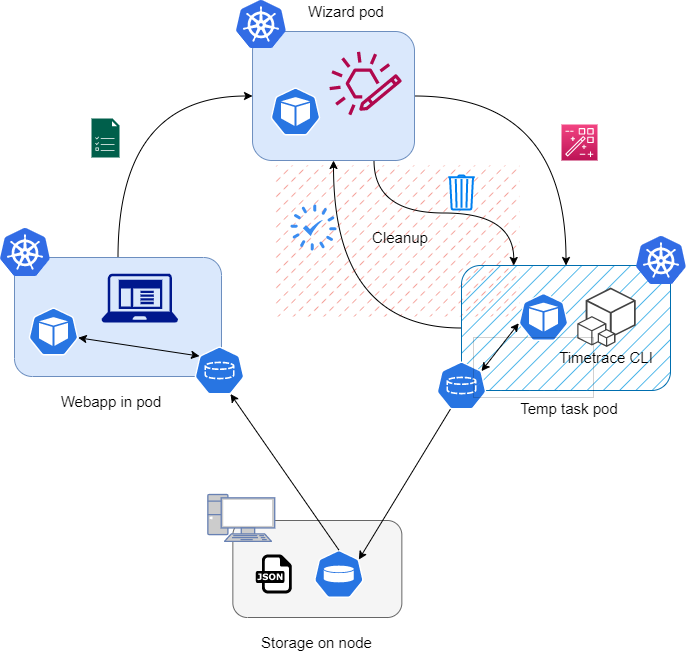 Wizard pod
Cleanup
Timetrace CLI
Webapp in pod
Temp task pod
JSON
Storage on node